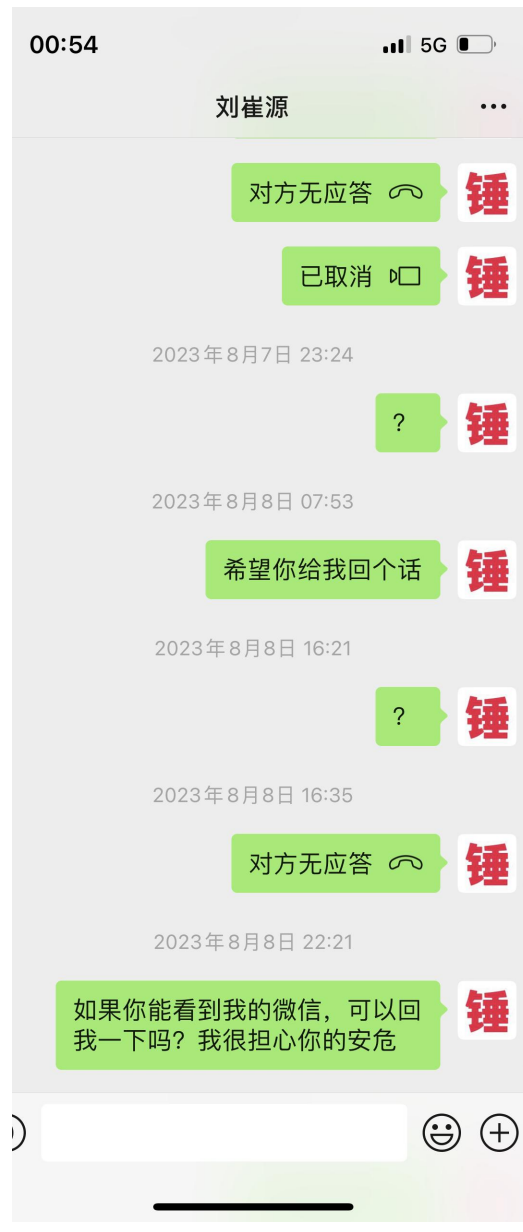 00:54
5G
刘崔源
对方无应答
锤
已取消
锤
2023年8月7日 23:24
?
锤
2023年8月8日 07:53
希望你给我回个话
锤
2023年8月8日 16:21
?
锤
2023年8月8日 16:35
对方无应答
锤
2023年8月8日 22:21
如果你能看到我的微信，可以回
我一下吗？我很担心你的安危
锤